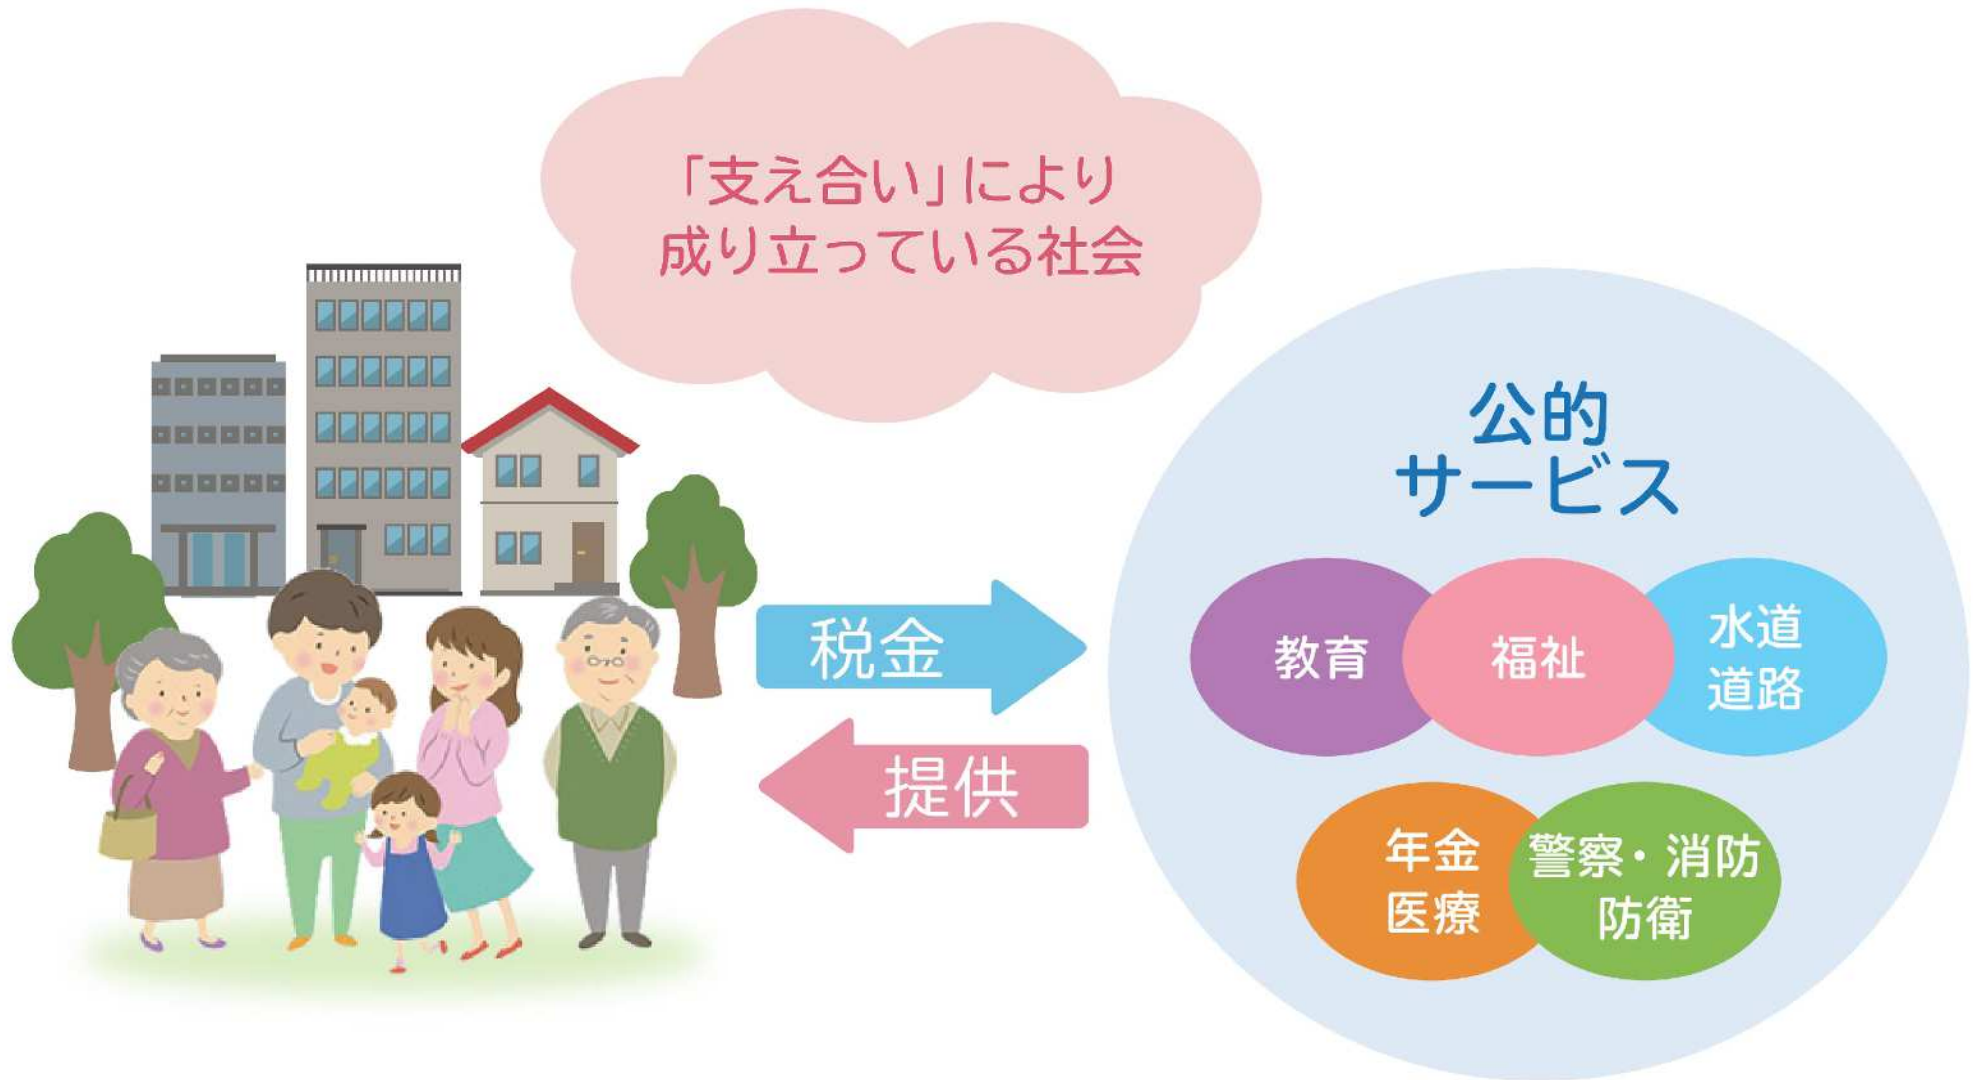 「支え合い」により
成り立っている社会
公的
サービス
税金
提供
教育
福祉
水道
道路
年金
医療
警察・消防
防衛